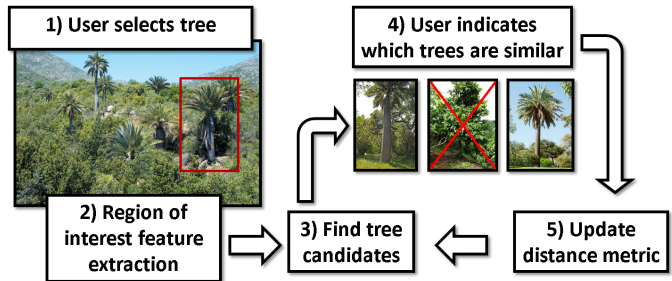 1) User selects tree
2) Region of
interest feature
extraction
3) Find tree
candidates
4) User indicates
which trees are similar
5) Update
distance metric